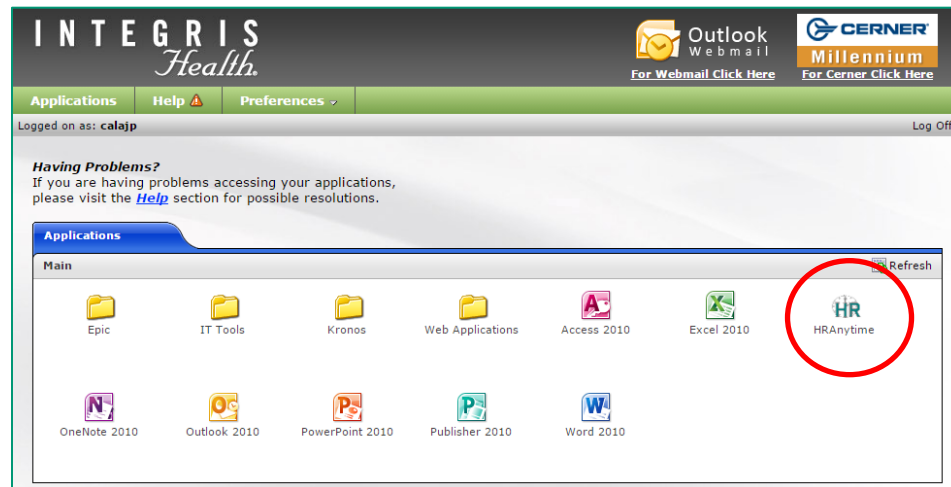 INTEGRIS
Health.
Outlook
Webmail
For Webmail Click Here
CERNER
Millennium
For Cerner Click Here
Applications Help Preferences
Logged on as: calajp Log Off
Having Problems?
If you are having problems accessing your applications,
please visit the Help section for possible resolutions.
Applications
Main Refresh
HR
Epic IT Tools Kronos Web Applications Access 2010 Excel 2010 HRAnytime
OneNote 2010 Outlook 2010 PowerPoint 2010 Publisher 2010 Word 2010